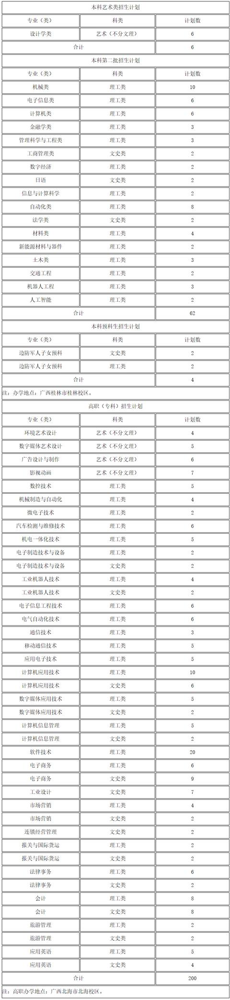 本科艺术类招生计划
专业（类） 科类 计划数
设计学类 艺术（不分文理） 6
合计 6
本科第二批招生计划
专业（类） 科类 计划数
机械类 理工类 10
电子信息类 理工类 6
计算机类 理工类 6
金融学类 理工类 3
管理科学与工程类 理工类 3
工商管理类 文史类 2
数字经济 理工类 2
日语 文史类 2
信息与计算科学 理工类 2
自动化类 理工类 8
法学类 文史类 2
材料类 理工类 4
新能源材料与器件 理工类 2
土木类 理工类 3
交通工程 理工类 2
机器人工程 理工类 3
人工智能 理工类 2
合计 62
本科预科生招生计划
专业（类） 科类 计划数
边防军人子女预科 文史类 2
边防军人子女预科 理工类 2
合计 4
注：办学地点：广西桂林市桂林校区。
高职（专科）招生计划
专业（类） 科类 计划数
环境艺术设计 艺术（不分文理） 4
数字媒体艺术设计 艺术（不分文理） 5
广告设计与制作 艺术（不分文理） 6
影视动画 艺术（不分文理） 7
数控技术 理工类 5
机械制造与自动化 理工类 4
微电子技术 理工类 2
汽车检测与维修技术 理工类 6
机电一体化技术 理工类 5
电子制造技术与设备 理工类 2
电子制造技术与设备 文史类 2
工业机器人技术 理工类 4
工业机器人技术 文史类 2
电子信息工程技术 理工类 6
电气自动化技术 理工类 6
通信技术 理工类 3
移动通信技术 理工类 5
应用电子技术 理工类 5
计算机应用技术 理工类 10
计算机应用技术 文史类 6
数字媒体应用技术 理工类 5
数字媒体应用技术 文史类 2
计算机信息管理 理工类 5
计算机信息管理 文史类 2
软件技术 理工类 20
电子商务 理工类 6
电子商务 文史类 9
工业设计 文史类 7
市场营销 理工类 4
市场营销 文史类 2
连锁经营管理 文史类 2
报关与国际货运 理工类 2
报关与国际货运 文史类 2
法律事务 理工类 6
法律事务 文史类 2
会计 理工类 8
会计 文史类 8
旅游管理 理工类 2
旅游管理 文史类 2
应用英语 理工类 5
应用英语 文史类 4
合计 200
注：高职办学地点：广西北海市北海校区。